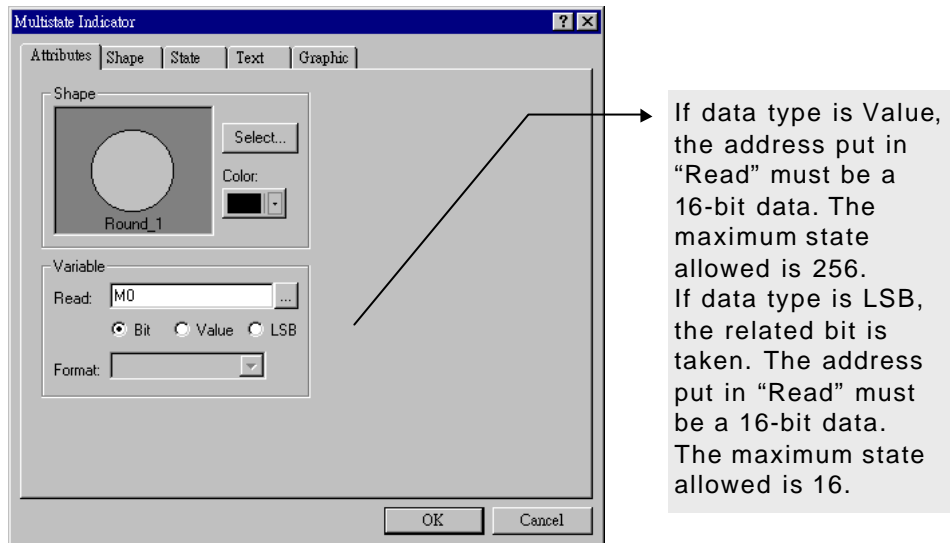 Multistate Indicator
Attributes Shape State Text Graphic
Shape
Select...
Color:
Round_1
Variable
Read: M0 ...
Bit Value LSB
Format:
OK Cancel
If data type is Value,
the address put in
“Read” must be a
16-bit data. The
maximum state
allowed is 256.
If data type is LSB,
the related bit is
taken. The address
put in “Read” must
be a 16-bit data.
The maximum state
allowed is 16.